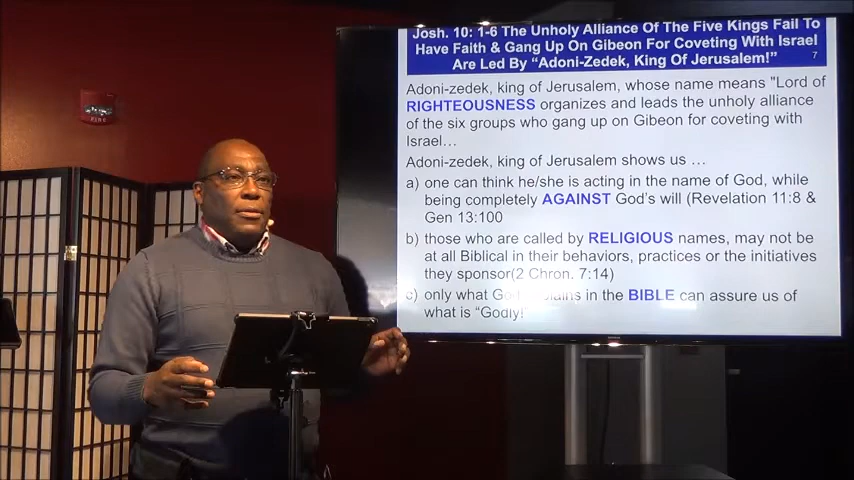 FIRE
Josh. 10: 1-6 The Unholy Alliance Of The Five Kings Fail To
Have Faith & Gang Up On Gibeon For Coveting With Israel
Are Led By “Adoni-Zedek, King Of Jerusalem!”
7
Adoni-zedek, king of Jerusalem, whose name means "Lord of
RIGHTEOUSNESS organizes and leads the unholy alliance
of the six groups who gang up on Gibeon for coveting with
Israel…
Adoni-zedek, king of Jerusalem shows us …
a) one can think he/she is acting in the name of God, while
being completely AGAINST God’s will (Revelation 11:8 &
Gen 13:100
b) those who are called by RELIGIOUS names, may not be
at all Biblical in their behaviors, practices or the initiatives
they sponsor(2 Chron. 7:14)
c) only what in the BIBLE can assure us of
what is “Godly!